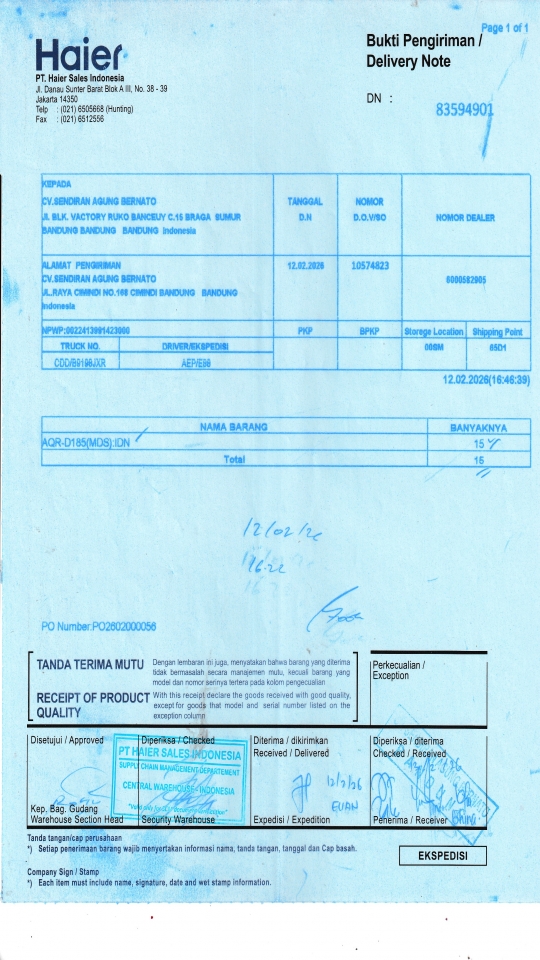 Page 1 of 1
Haier
PT. Haier Sales Indonesia
Jl. Danau Sunter Barat Blok A III, No. 38 - 39
Jakarta 14350
Telp : (021) 6505668 (Hunting)
Fax : (021) 6512556
Bukti Pengiriman /
Delivery Note
DN :
83594901
KEPADA
CV.SENDIRAN AGUNG BERNATO
Jl. BLK. VACTORY RUKO BANCEUY C.15 BRAGA SUMUR
BANDUNG BANDUNG BANDUNG Indonesia
TANGGAL
D.N
NOMOR
D.O.V/SO
NOMOR DEALER
ALAMAT PENGIRIMAN
CV.SENDIRAN AGUNG BERNATO
JL.RAYA CIMINDI NO.168 CIMINDI BANDUNG BANDUNG
Indonesia
12.02.2026
10574823
6000582905
NPWP:0022413991423000
PKP
BPKP
Storege Location
Shipping Point
TRUCK NO.
DRIVER/EKSPEDISI
00SM
65D1
CDD/B9198JXR
AEP/E88
12.02.2026(16:46:39)
NAMA BARANG
BANYAKNYA
AQR-D185(MDS):IDN
15
Total
15
12/02/26
16.22
PO Number:PO2602000056
TANDA TERIMA MUTU
Dengan lembaran ini juga, menyatakan bahwa barang yang diterima
tidak bermasalah secara manajemen mutu, kecuali barang yang
model dan nomor serinya tertera pada kolom pengecualian
RECEIPT OF PRODUCT
QUALITY
With this receipt declare the goods received with good quality,
except for goods that model and serial number listed on the
exception column
Perkecualian /
Exception
Disetujui / Approved
Diperiksa / Checked
Diterima / dikirimkan
Received / Delivered
Diperiksa / diterima
Checked / Received
PT HAIER SALES INDONESIA
SUPPLY CHAIN MANAGEMENT DEPARTEMENT
CENTRAL WAREHOUSE - INDONESIA
12/2/26
EUAN
Kep. Bag. Gudang
Warehouse Section Head
Security Warehouse
Expedisi / Expedition
Penerima / Receiver
Tanda tangan/cap perusahaan
*) Setiap penerimaan barang wajib menyertakan informasi nama, tanda tangan, tanggal dan Cap basah.
EKSPEDISI
Company Sign / Stamp
*) Each item must include name, signature, date and wet stamp information.